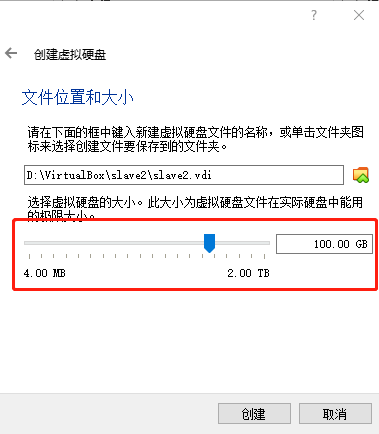 ?
创建虚拟硬盘
文件位置和大小
请在下面的框中键入新建虚拟硬盘文件的名称，或单击文件夹图
标来选择创建文件要保存到的文件夹。
D:\VirtualBox\slave2\slave2.vdi
选择虚拟硬盘的大小。此大小为虚拟硬盘文件在实际硬盘中能用
的极限大小。
100.00 GB
4.00 MB
2.00 TB
创建
取消